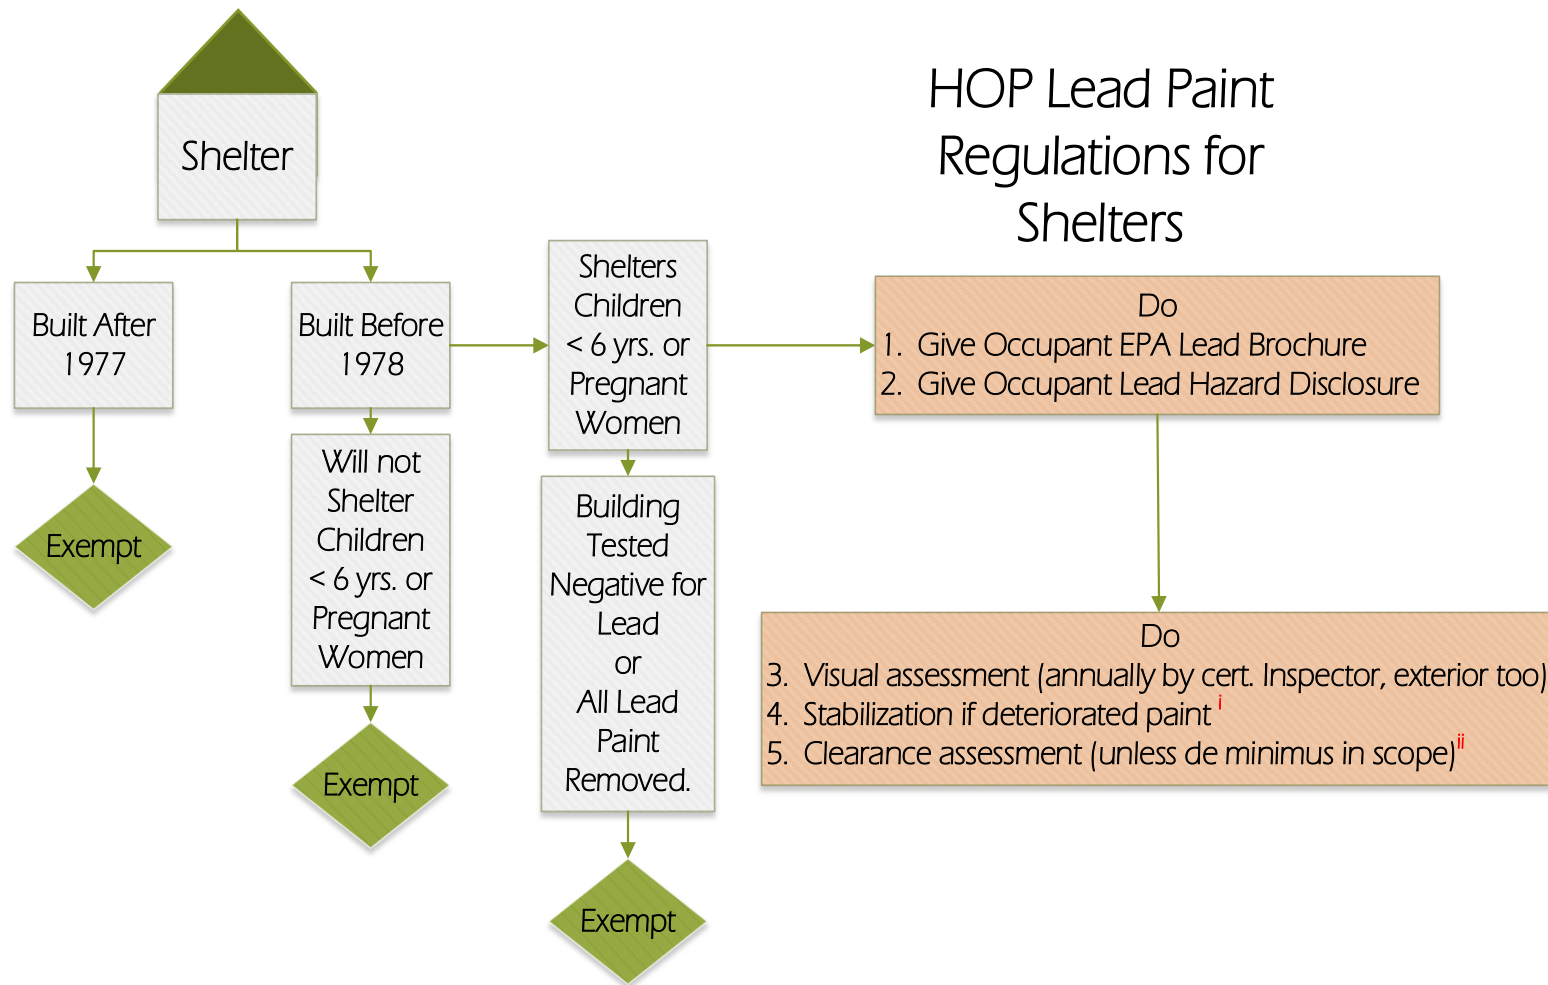 HOP Lead Paint
Regulations for
Shelters
Shelter
Built After
1977
Exempt
Built Before
1978
Will not
Shelter
Children
< 6 yrs. or
Pregnant
Women
Exempt
Shelters
Children
< 6 yrs. or
Pregnant
Women
Building
Tested
Negative for
Lead
or
All Lead
Paint
Removed.
Exempt
Do
1. Give Occupant EPA Lead Brochure
2. Give Occupant Lead Hazard Disclosure
Do
3. Visual assessment (annually by cert. Inspector, exterior too)
4. Stabilization if deteriorated paint i
5. Clearance assessment (unless de minimus in scope) ii